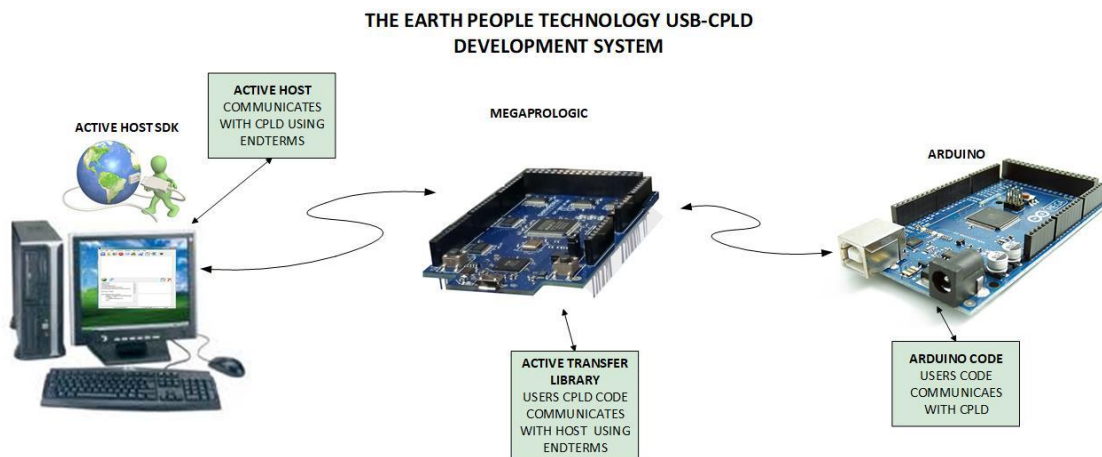 THE EARTH PEOPLE TECHNOLOGY USB-CPLD
DEVELOPMENT SYSTEM
ACTIVE HOST
COMMUNICATES
WITH CPLD USING
ENDTERMS
ACTIVE HOST SDK
MEGAPROLOGIC
ARDUINO
ACTIVE TRANSFER
LIBRARY
USERS CPLD CODE
COMMUNICATES
WITH HOST USING
ENDTERMS
ARDUINO CODE
USERS CODE
COMMUNICAES
WITH CPLD